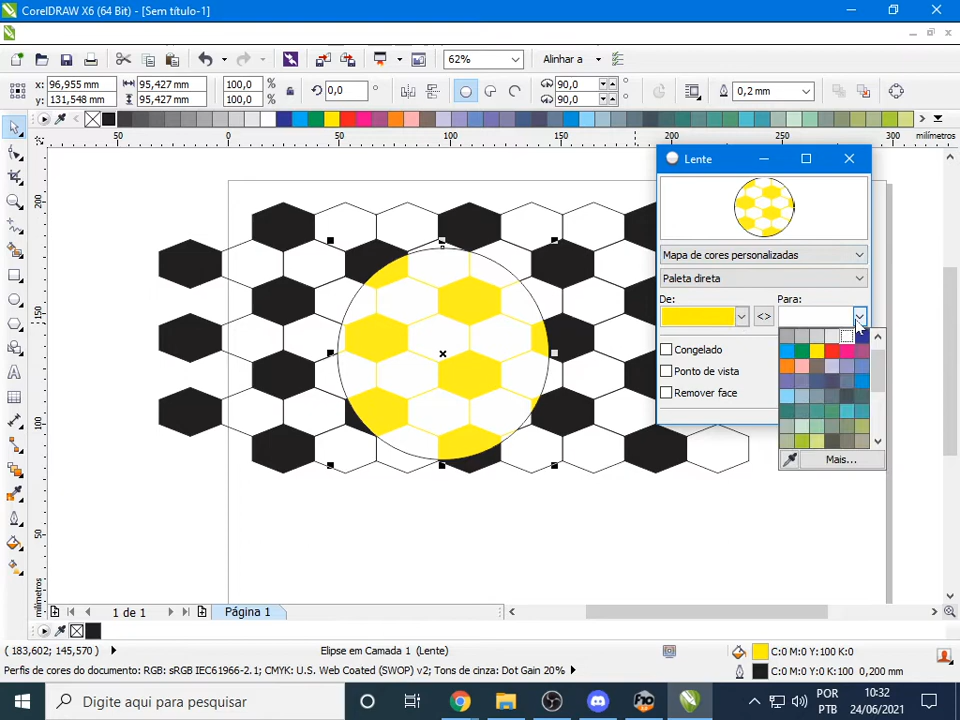 CorelDRAW X6 (64 Bit) - [Sem título-1]
62%
Alinhar a
x: 96,955 mm
y: 131,548 mm
95,427 mm
95,427 mm
100,0 %
100,0 %
0,0 °
90,0 °
90,0 °
0,2 mm
50 0 50 100 150 200 250 300 milímetros
200
150
100
50
milímetros
Lente
Mapa de cores personalizadas
Paleta direta
De:
Para:
<>
Congelado
Ponto de vista
Remover face
Mais...
1 de 1
Página 1
( 183,602; 145,570 )
Elipse em Camada 1 (Lente)
C:0 M:0 Y:100 K:0
Perfis de cores do documento: RGB: sRGB IEC61966-2.1; CMYK: U.S. Web Coated (SWOP) v2; Tons de cinza: Dot Gain 20%
C:0 M:0 Y:0 K:100 0,200 mm
Digite aqui para pesquisar
POR
PTB
10:32
24/06/2021